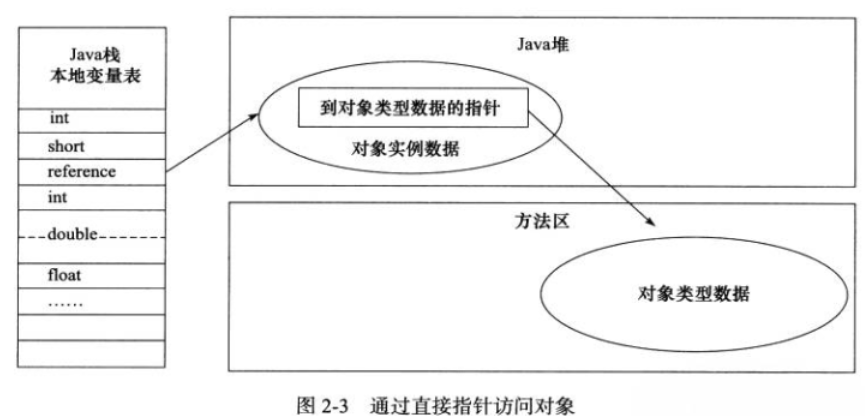 Java栈
本地变量表
int
short
reference
int
double
float
……
Java堆
到对象类型数据的指针
对象实例数据
方法区
对象类型数据
图 2-3 通过直接指针访问对象